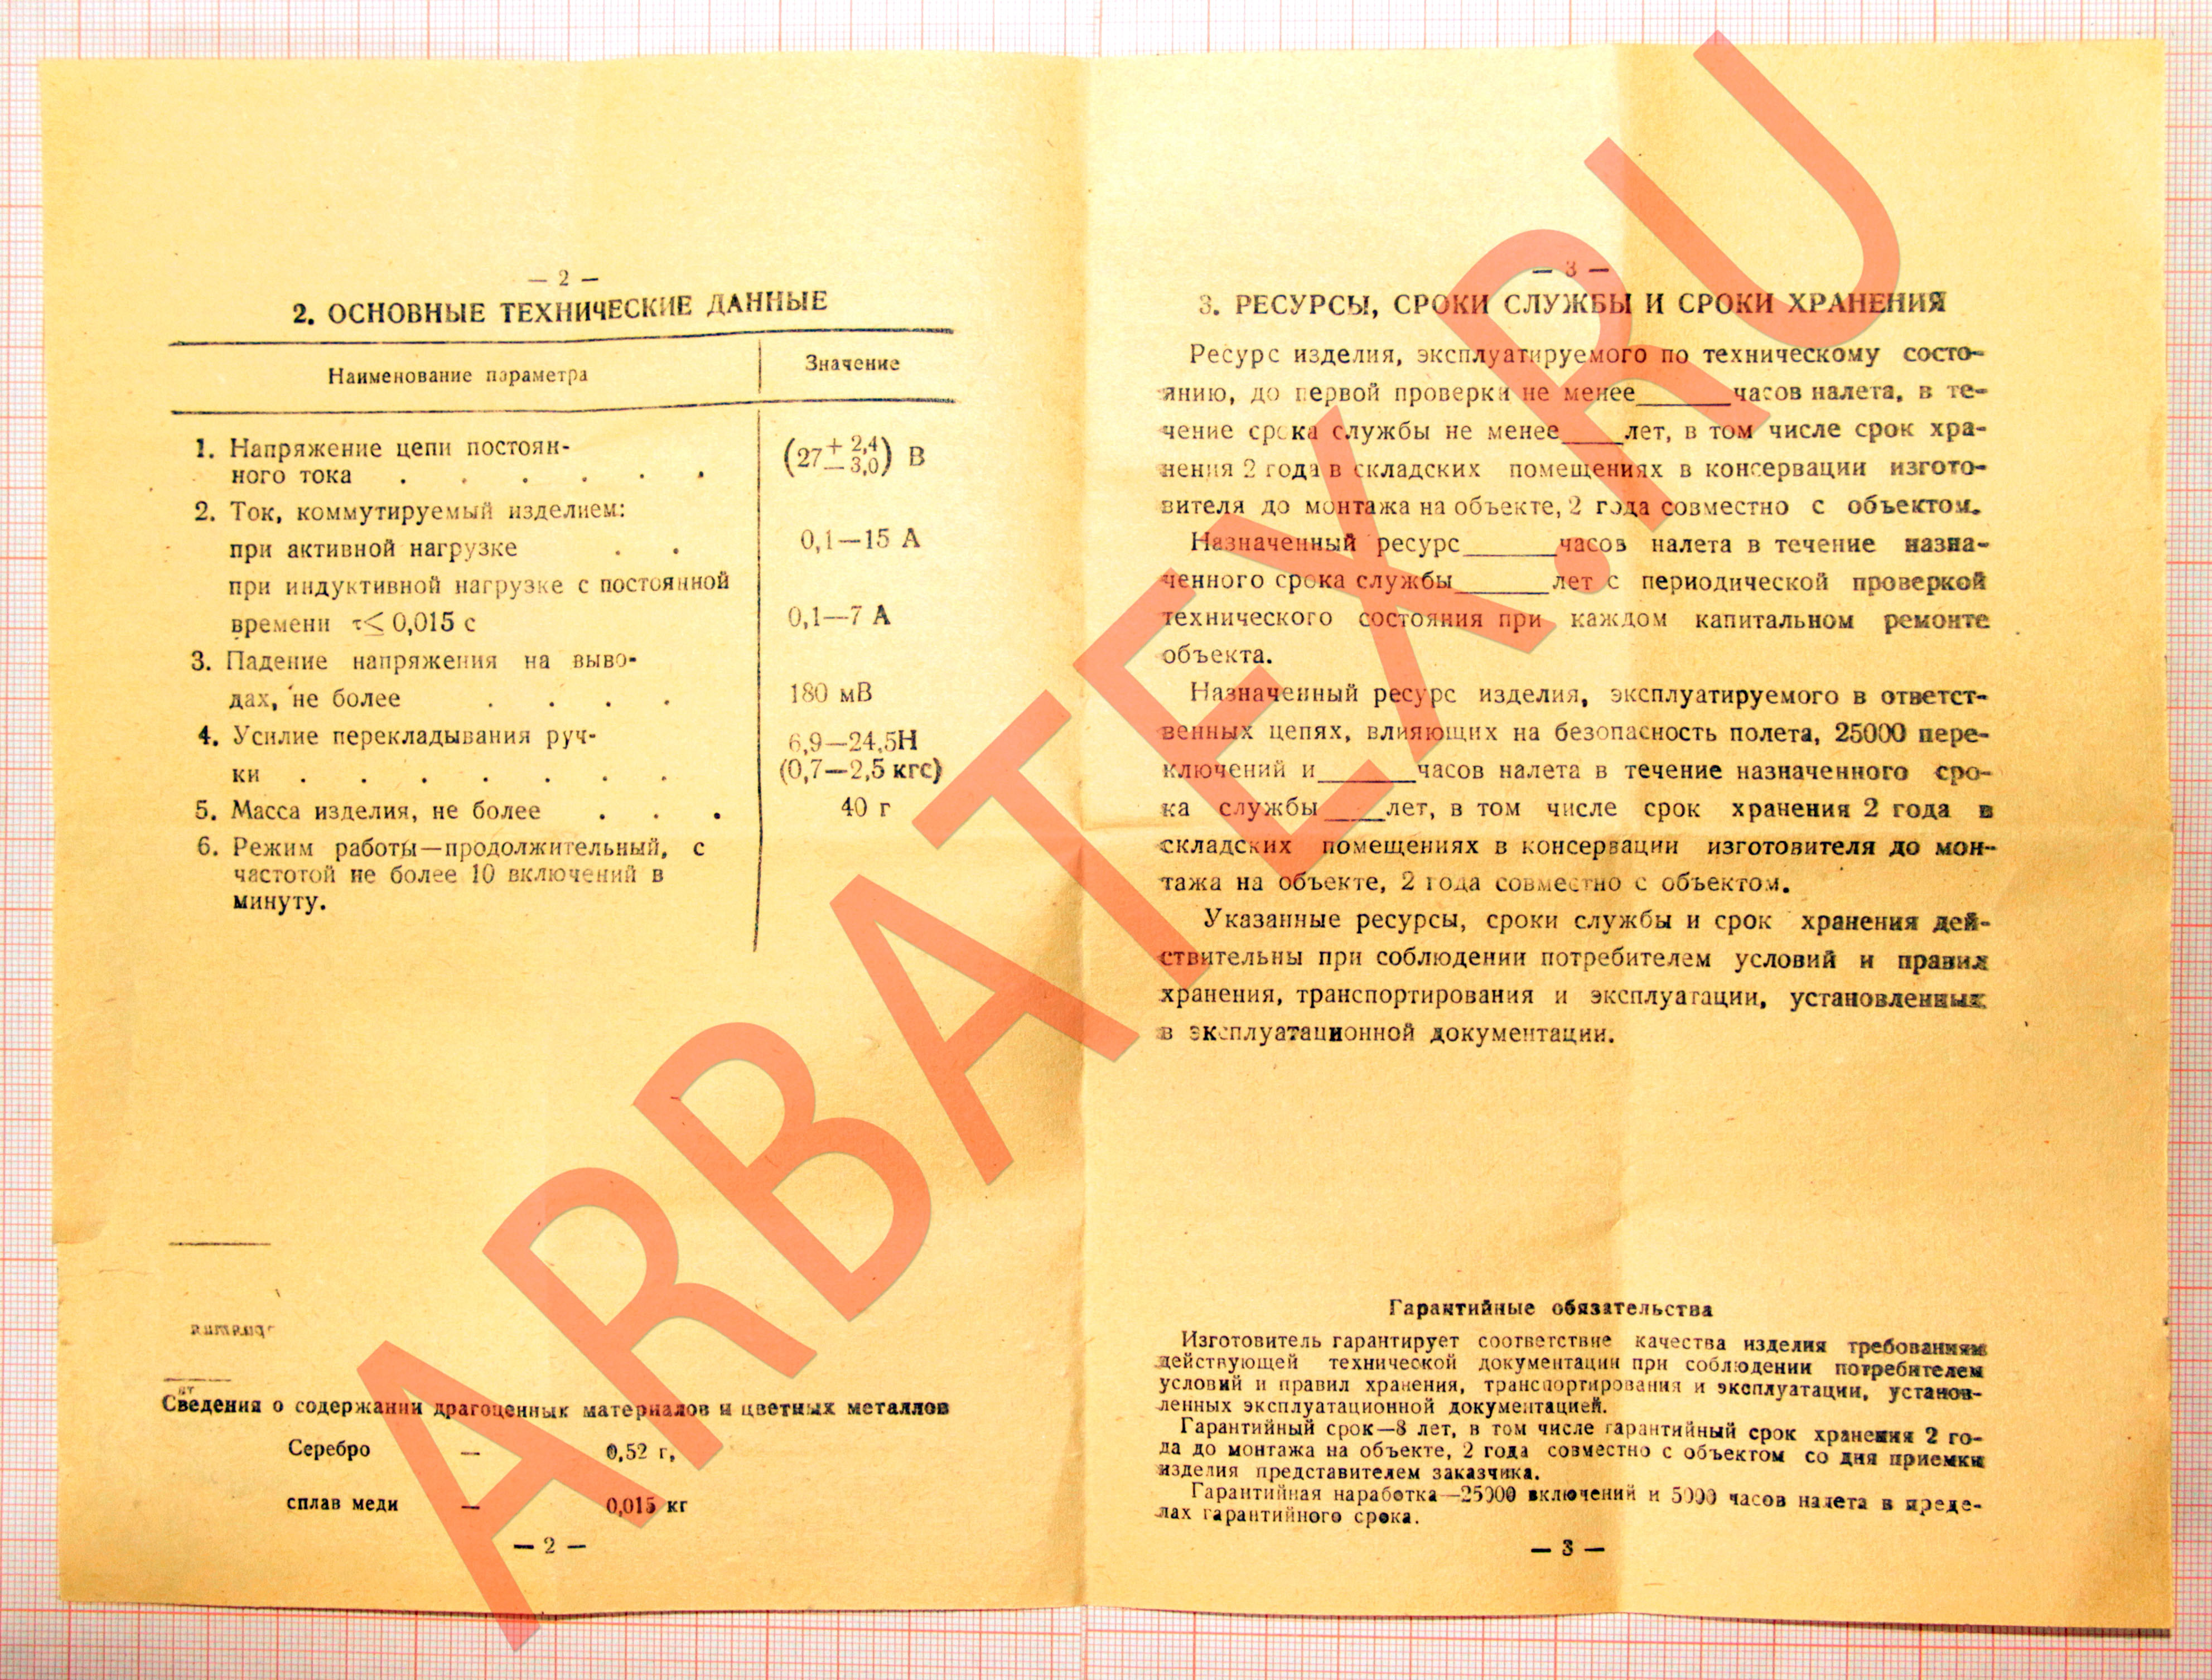 — 2 —
2. ОСНОВНЫЕ ТЕХНИЧЕСКИЕ ДАННЫЕ
Наименование параметра
Значение
1. Напряжение цепи постоян-
ного тока . . . . . .
(27 + 2,4 − 3,0) В
2. Ток, коммутируемый изделием:
при активной нагрузке . .
0,1—15 А
при индуктивной нагрузке с постоянной
времени τ≤0,015 с
0,1—7 А
3. Падение напряжения на выво-
дах, не более . . . .
180 мВ
4. Усилие перекладывания руч-
ки . . . . . . .
6,9—24,5Н
(0,7—2,5 кгс)
5. Масса изделия, не более . . .
40 г
6. Режим работы—продолжительный, с
частотой не более 10 включений в
минуту.
Сведения о содержании драгоценных материалов и цветных металлов
Серебро — 0,52 г,
сплав меди — 0,015 кг
— 2 —
— 3 —
3. РЕСУРСЫ, СРОКИ СЛУЖБЫ И СРОКИ ХРАНЕНИЯ
Ресурс изделия, эксплуатируемого по техническому состо-
янию, до первой проверки не менее______часов налета, в те-
чение срока службы не менее____лет, в том числе срок хра-
нения 2 года в складских помещениях в консервации изгото-
вителя до монтажа на объекте, 2 года совместно с объектом.
Назначенный ресурс______часов налета в течение назна-
ченного срока службы______лет с периодической проверкой
технического состояния при каждом капитальном ремонте
объекта.
Назначенный ресурс изделия, эксплуатируемого в ответст-
венных цепях, влияющих на безопасность полета, 25000 пере-
ключений и______часов налета в течение назначенного сро-
ка службы____лет, в том числе срок хранения 2 года в
складских помещениях в консервации изготовителя до мон-
тажа на объекте, 2 года совместно с объектом.
Указанные ресурсы, сроки службы и срок хранения дей-
ствительны при соблюдении потребителем условий и правил
хранения, транспортирования и эксплуатации, установленных
в эксплуатационной документации.
Гарантийные обязательства
Изготовитель гарантирует соответствие качества изделия требованиям
действующей технической документации при соблюдении потребителем
условий и правил хранения, транспортирования и эксплуатации, установ-
ленных эксплуатационной документацией.
Гарантийный срок—8 лет, в том числе гарантийный срок хранения 2 го-
да до монтажа на объекте, 2 года совместно с объектом со дня приемки
изделия представителем заказчика.
Гарантийная наработка—25000 включений и 5000 часов налета в преде-
лах гарантийного срока.
— 3 —
ARBATEX.RU